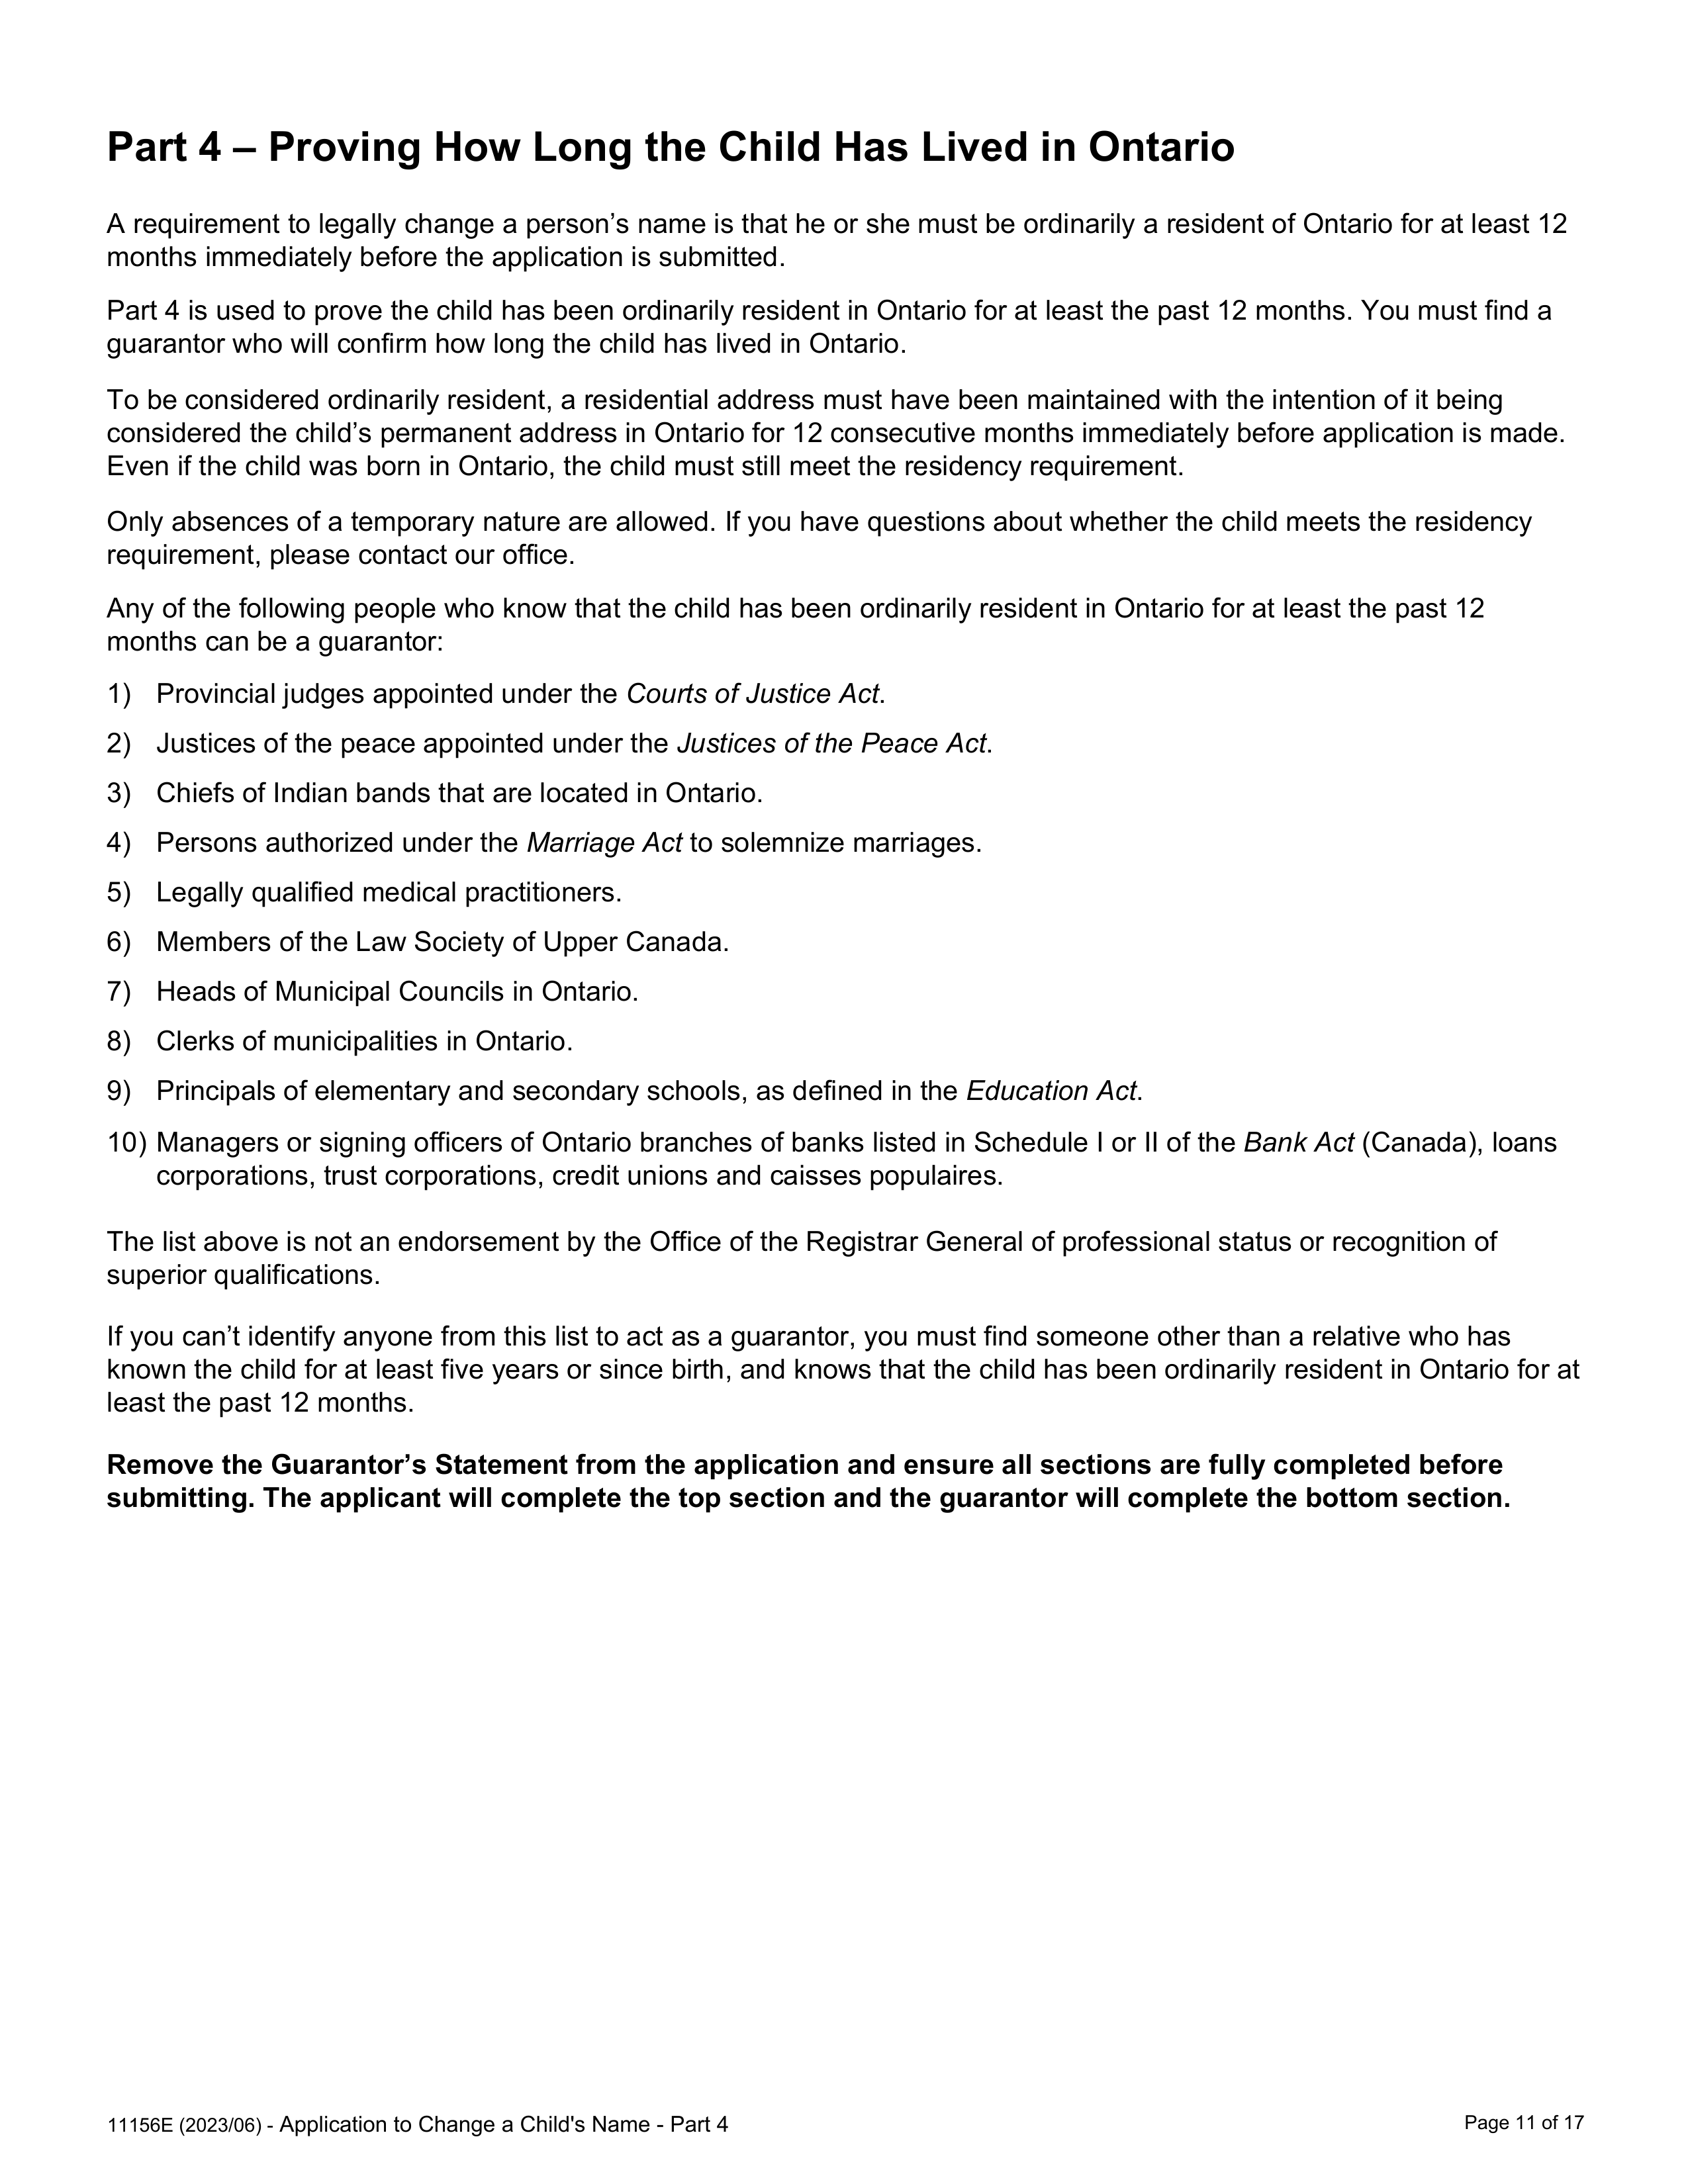 Part 4 – Proving How Long the Child Has Lived in Ontario
A requirement to legally change a person’s name is that he or she must be ordinarily a resident of Ontario for at least 12
months immediately before the application is submitted.
Part 4 is used to prove the child has been ordinarily resident in Ontario for at least the past 12 months. You must find a
guarantor who will confirm how long the child has lived in Ontario.
To be considered ordinarily resident, a residential address must have been maintained with the intention of it being
considered the child’s permanent address in Ontario for 12 consecutive months immediately before application is made.
Even if the child was born in Ontario, the child must still meet the residency requirement.
Only absences of a temporary nature are allowed. If you have questions about whether the child meets the residency
requirement, please contact our office.
Any of the following people who know that the child has been ordinarily resident in Ontario for at least the past 12
months can be a guarantor:
1) Provincial judges appointed under the Courts of Justice Act.
2) Justices of the peace appointed under the Justices of the Peace Act.
3) Chiefs of Indian bands that are located in Ontario.
4) Persons authorized under the Marriage Act to solemnize marriages.
5) Legally qualified medical practitioners.
6) Members of the Law Society of Upper Canada.
7) Heads of Municipal Councils in Ontario.
8) Clerks of municipalities in Ontario.
9) Principals of elementary and secondary schools, as defined in the Education Act.
10) Managers or signing officers of Ontario branches of banks listed in Schedule I or II of the Bank Act (Canada), loans
corporations, trust corporations, credit unions and caisses populaires.
The list above is not an endorsement by the Office of the Registrar General of professional status or recognition of
superior qualifications.
If you can’t identify anyone from this list to act as a guarantor, you must find someone other than a relative who has
known the child for at least five years or since birth, and knows that the child has been ordinarily resident in Ontario for at
least the past 12 months.
Remove the Guarantor’s Statement from the application and ensure all sections are fully completed before
submitting. The applicant will complete the top section and the guarantor will complete the bottom section.
11156E (2023/06) - Application to Change a Child's Name - Part 4
Page 11 of 17